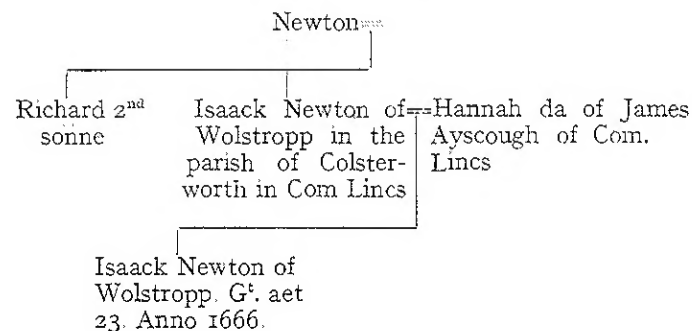 Newton
Richard 2nd
sonne
Isaack Newton of
Wolstropp in the
parish of Colster-
worth in Com Lincs
Hannah da of James
Ayscough of Com.
Lincs
Isaack Newton of
Wolstropp. Gt. aet
23. Anno 1666.